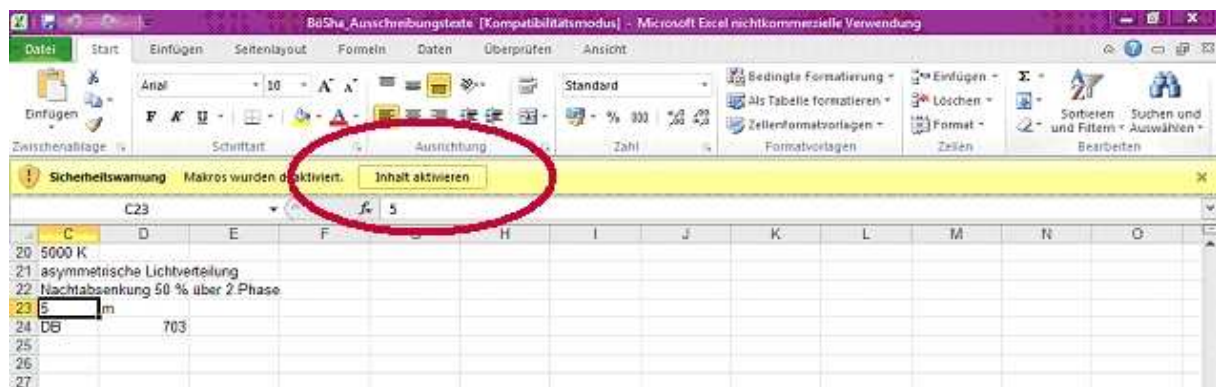 BöSha_Ausschreibungstexte [Kompatibilitätsmodus] - Microsoft Excel nichtkommerzielle Verwendung
Datei Start Einfügen Seitenlayout Formeln Daten Überprüfen Ansicht
Arial 10 A A Standard Bedingte Formatierung Einfügen Σ
Als Tabelle formatieren Löschen
Einfügen F K U A % 000 Zellenformatvorlagen Format Sortieren und Filtern Suchen und Auswählen
Zwischenablage Schriftart Ausrichtung Zahl Formatvorlagen Zellen Bearbeiten
Sicherheitswarnung Makros wurden deaktiviert. Inhalt aktivieren
C23 fx 5
C D E F G H I J K L M N O
20 5000 K
21 asymmetrische Lichtverteilung
22 Nachtabsenkung 50 % über 2 Phase
23 5 m
24 DB 703
25
26
27